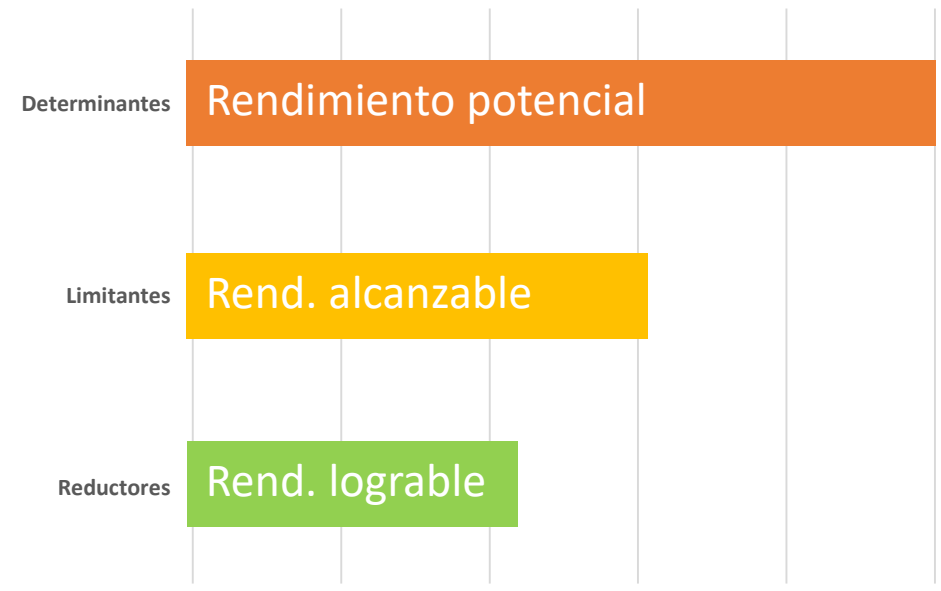 Determinantes
Rendimiento potencial
Limitantes
Rend. alcanzable
Reductores
Rend. lograble